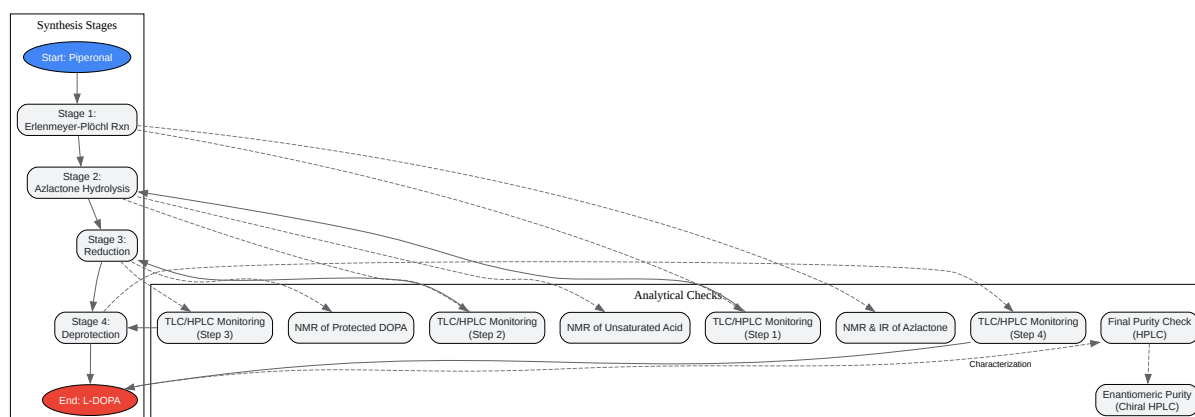 Synthesis Stages
Start: Piperonal
Stage 1:
Erlenmeyer-Plöchl Rxn
Stage 2:
Azlactone Hydrolysis
Stage 3:
Reduction
Stage 4:
Deprotection
End: L-DOPA
Analytical Checks
TLC/HPLC Monitoring
(Step 3)
NMR of Protected DOPA
TLC/HPLC Monitoring
(Step 2)
NMR of Unsaturated Acid
TLC/HPLC Monitoring
(Step 1)
NMR & IR of Azlactone
TLC/HPLC Monitoring
(Step 4)
Final Purity Check
(HPLC)
Characterization
Enantiomeric Purity
(Chiral HPLC)